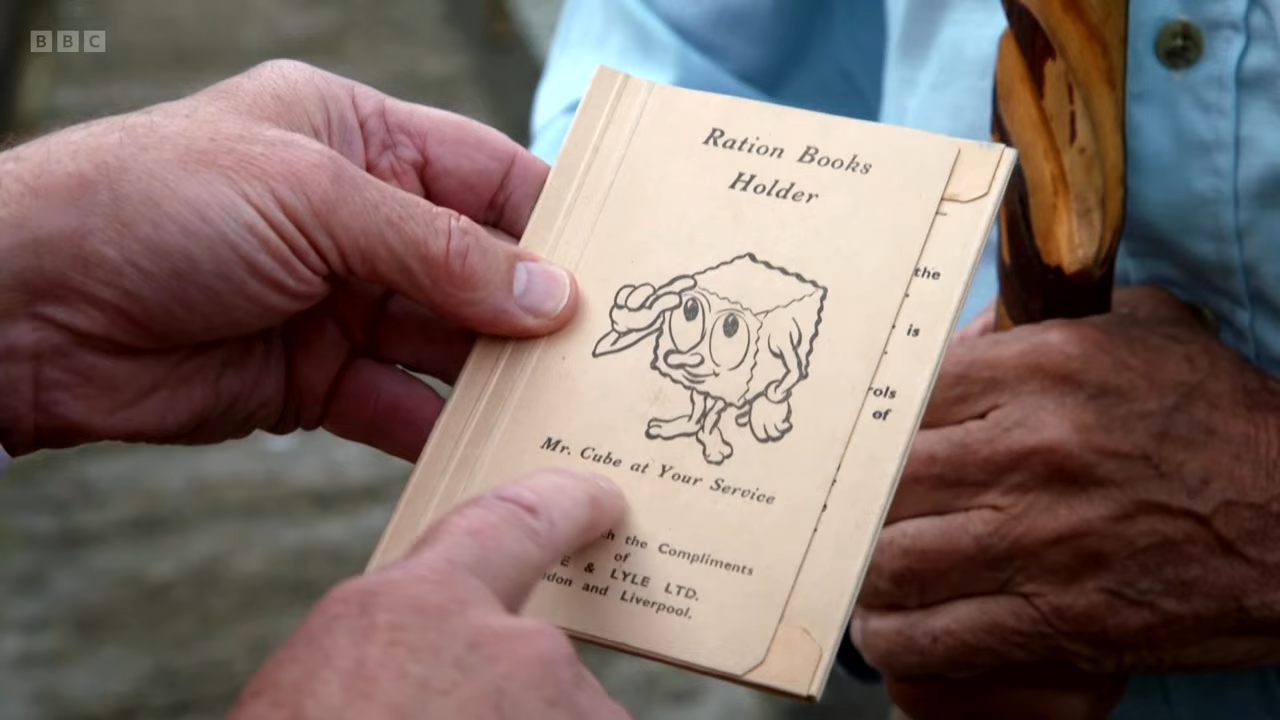 BBC
Ration Books
Holder
Mr. Cube at Your Service
the Compliments
of
& LYLE LTD.
and Liverpool.
the
is
of